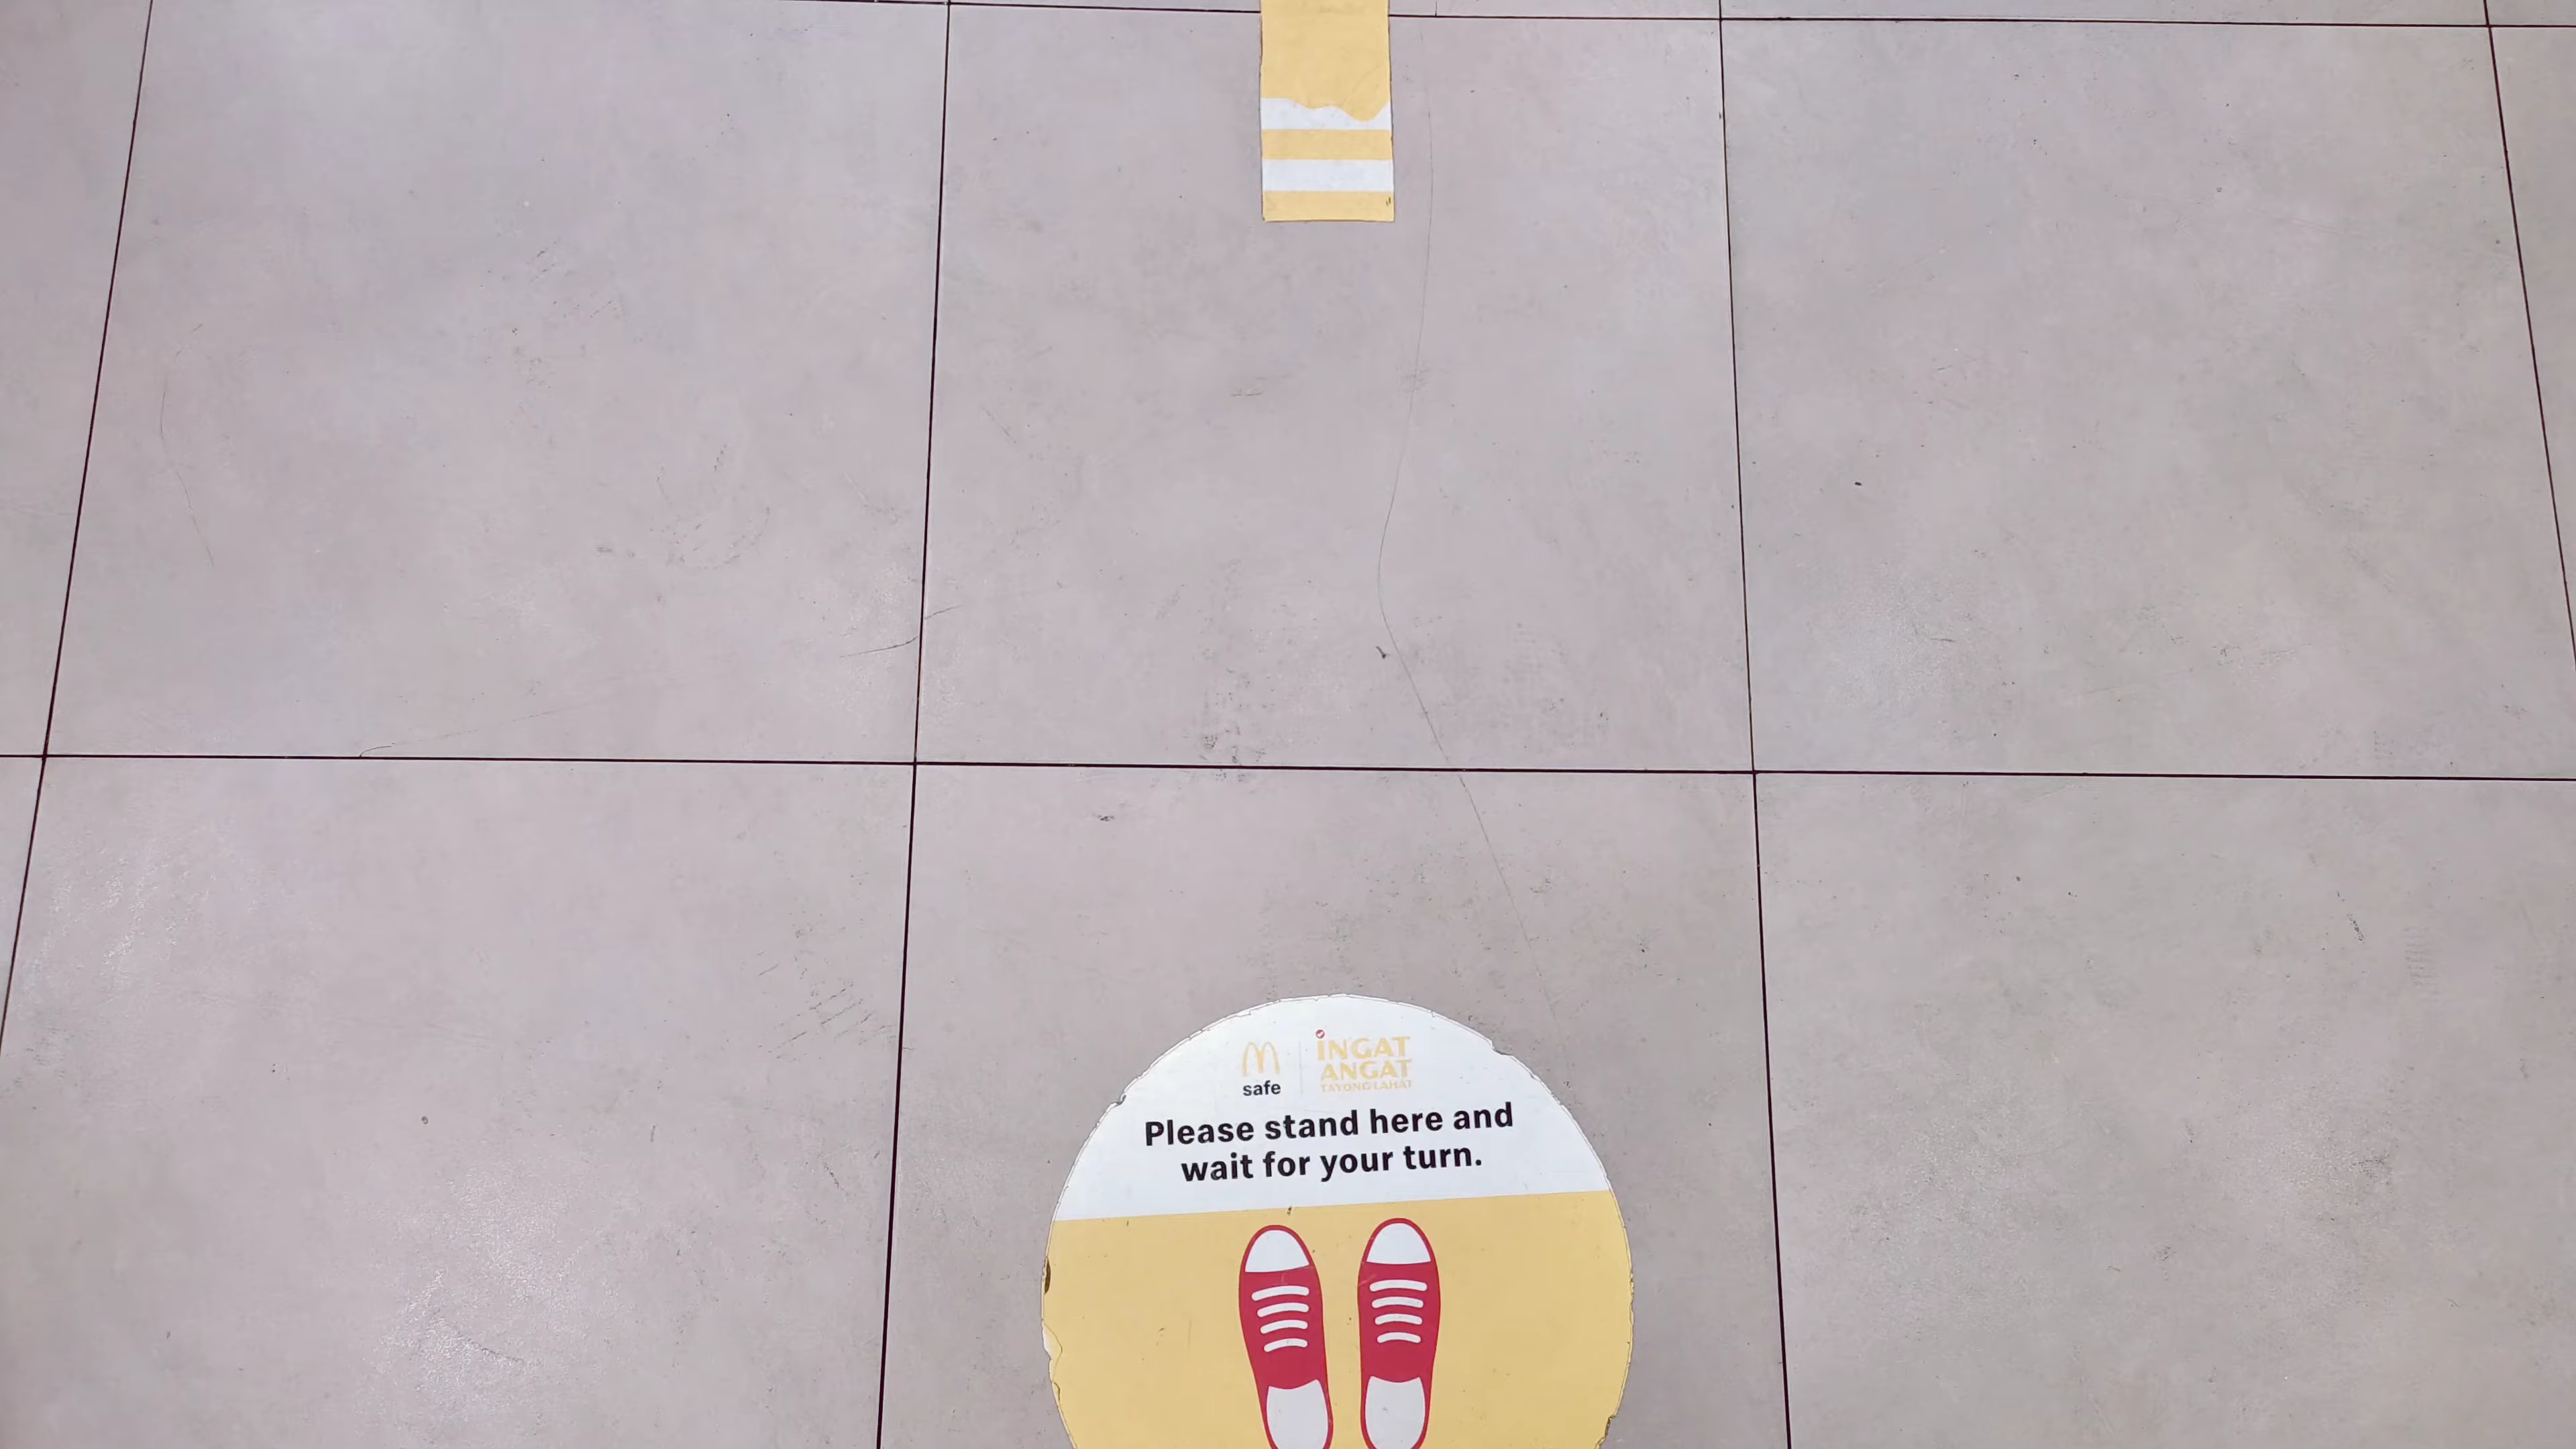 safe
INGAT
ANGAT
TAYONG LAHAT
Please stand here and
wait for your turn.